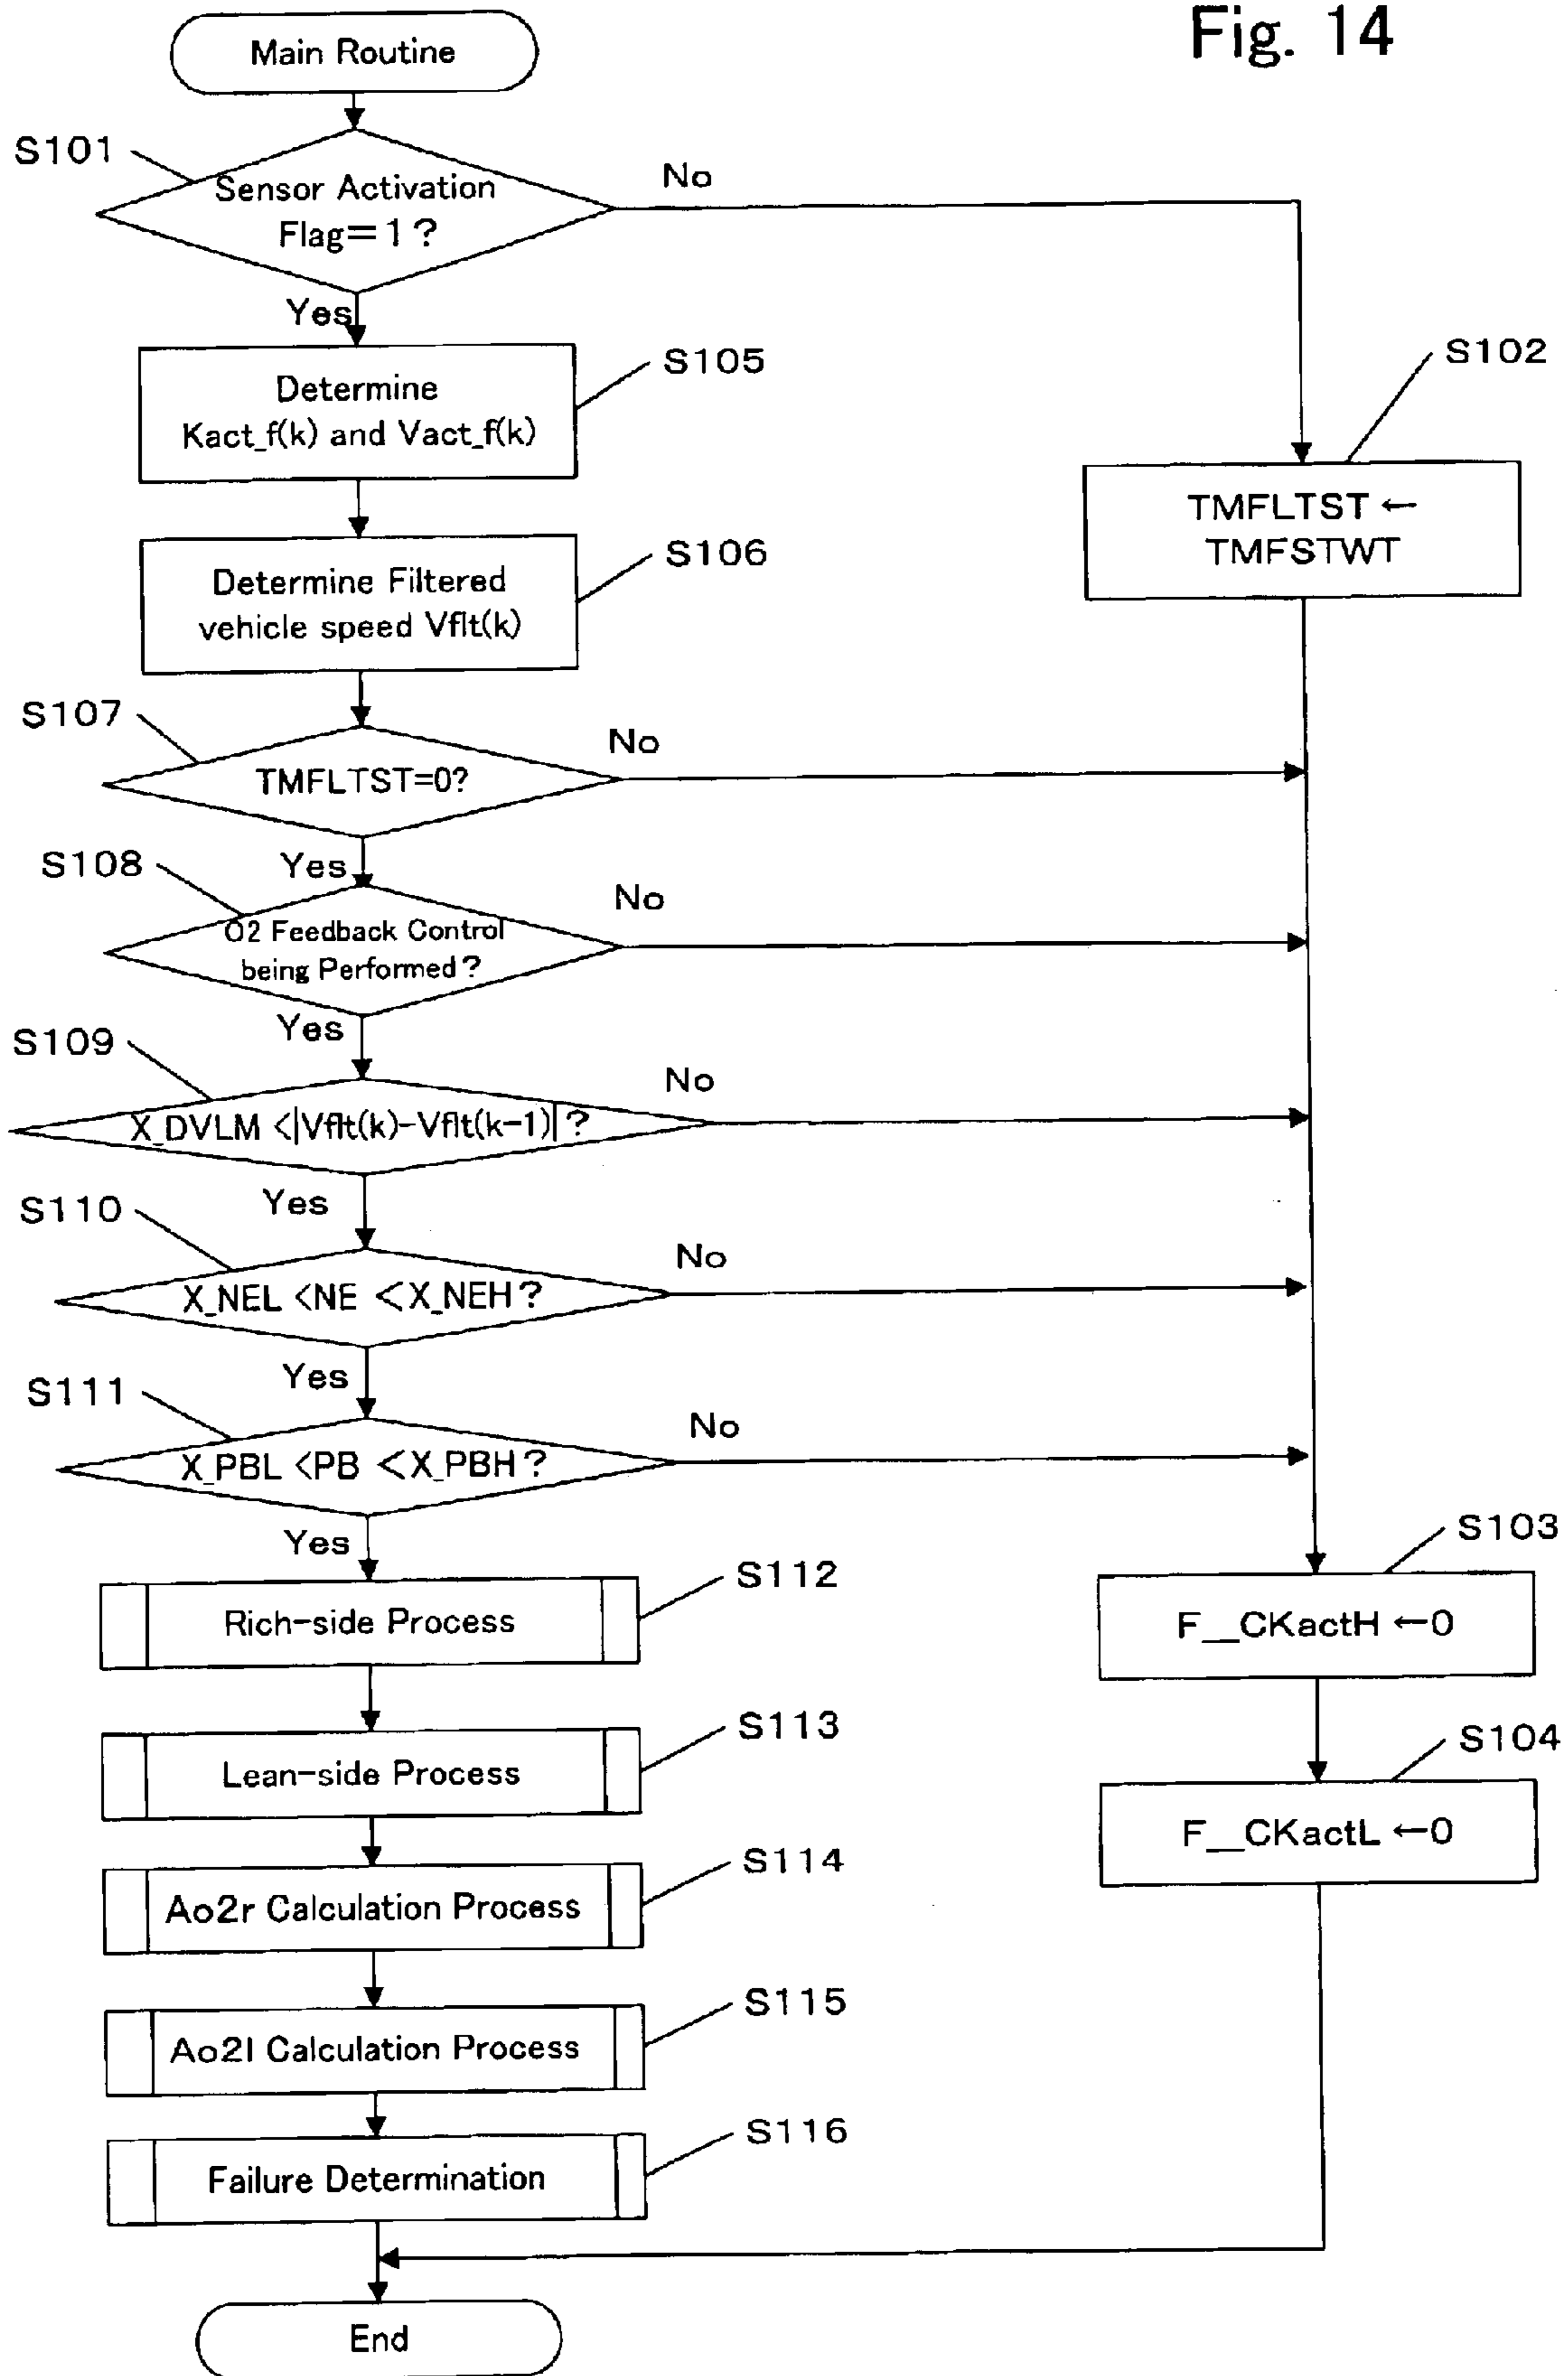 Fig. 14
Main Routine
S101
Sensor Activation
Flag=1?
No
Yes
S105
Determine
Kact_f(k) and Vact_f(k)
S102
TMFLTST ←
TMFSTWT
S106
Determine Filtered
vehicle speed Vflt(k)
S107
TMFLTST=0?
No
Yes
S108
O2 Feedback Control
being Performed?
No
Yes
S109
X_DVLM <|Vflt(k)-Vflt(k-1)|?
No
Yes
S110
X_NEL <NE <X_NEH?
No
Yes
S111
X_PBL <PB <X_PBH?
No
Yes
S112
Rich-side Process
S103
F__CKactH ←0
S113
Lean-side Process
S104
F__CKactL ←0
S114
Ao2r Calculation Process
S115
Ao2l Calculation Process
S116
Failure Determination
End